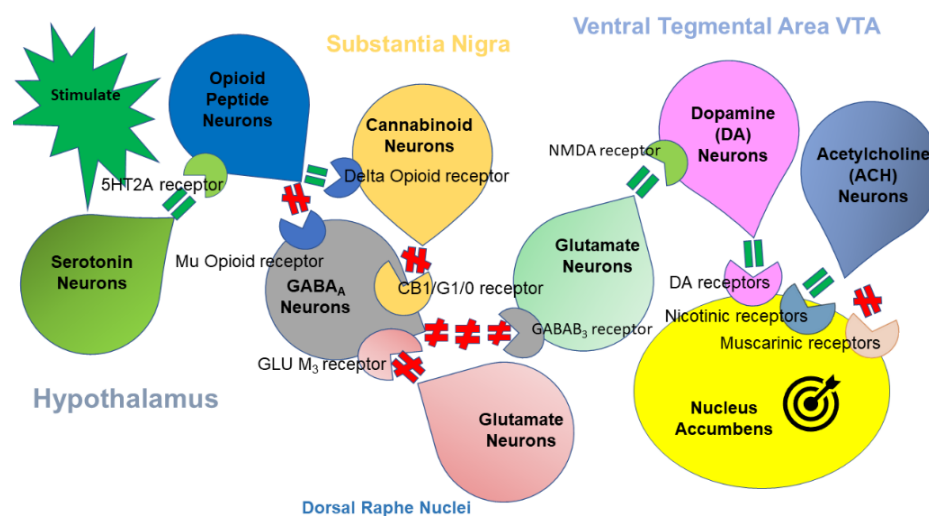 Substantia Nigra
Ventral Tegmental Area VTA
Stimulate
Opioid
Peptide
Neurons
Cannabinoid
Neurons
Dopamine
(DA)
Neurons
Acetylcholine
(ACH)
Neurons
5HT2A receptor
Delta Opioid receptor
NMDA receptor
Serotonin
Neurons
Mu Opioid receptor
GABAA
Neurons
CB1/G1/0 receptor
Glutamate
Neurons
DA receptors
Nicotinic receptors
Muscarinic receptors
GABAB3 receptor
GLU M3 receptor
Hypothalamus
Glutamate
Neurons
Nucleus
Accumbens
Dorsal Raphe Nuclei